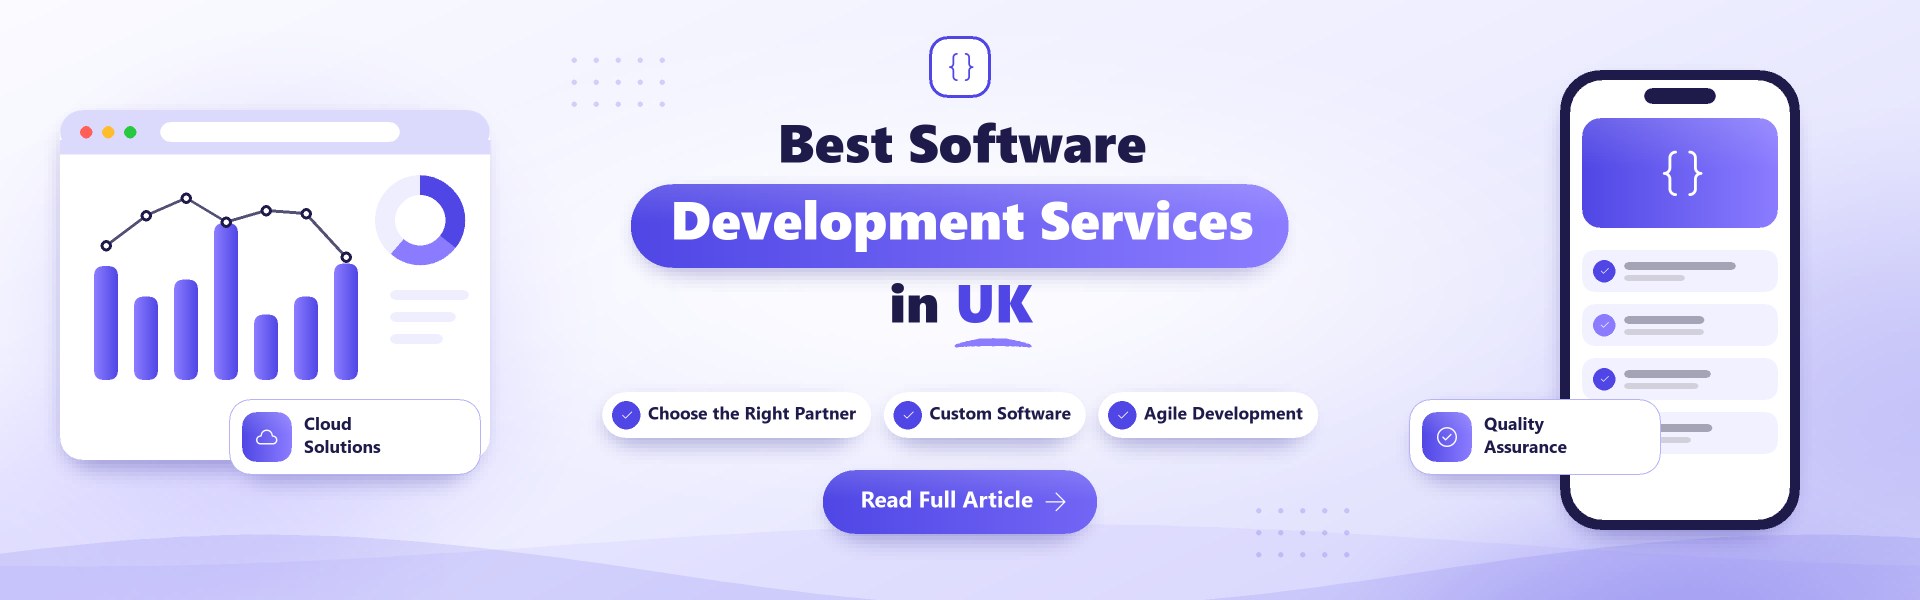 { }
Best Software
Development Services
in UK
Choose the Right Partner
Custom Software
Agile Development
Read Full Article →
Cloud
Solutions
{ }
Quality
Assurance